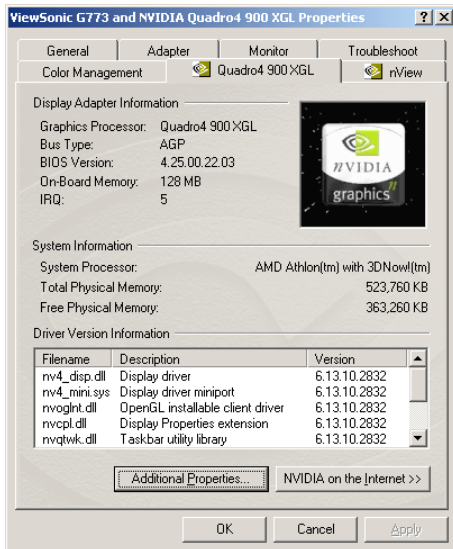 ViewSonic G773 and NVIDIA Quadro4 900 XGL Properties
General Adapter Monitor Troubleshoot
Color Management Quadro4 900 XGL nView
Display Adapter Information
Graphics Processor: Quadro4 900 XGL
Bus Type: AGP
BIOS Version: 4.25.00.22.03
On-Board Memory: 128 MB
IRQ: 5
nVIDIA
graphics n
System Information
System Processor: AMD Athlon(tm) with 3DNow!(tm)
Total Physical Memory: 523,760 KB
Free Physical Memory: 363,260 KB
Driver Version Information
Filename Description Version
nv4_disp.dll Display driver 6.13.10.2832
nv4_mini.sys Display driver miniport 6.13.10.2832
nvoglnt.dll OpenGL installable client driver 6.13.10.2832
nvcpl.dll Display Properties extension 6.13.10.2832
nvqtwk.dll Taskbar utility library 6.13.10.2832
Additional Properties... NVIDIA on the Internet >>
OK Cancel Apply